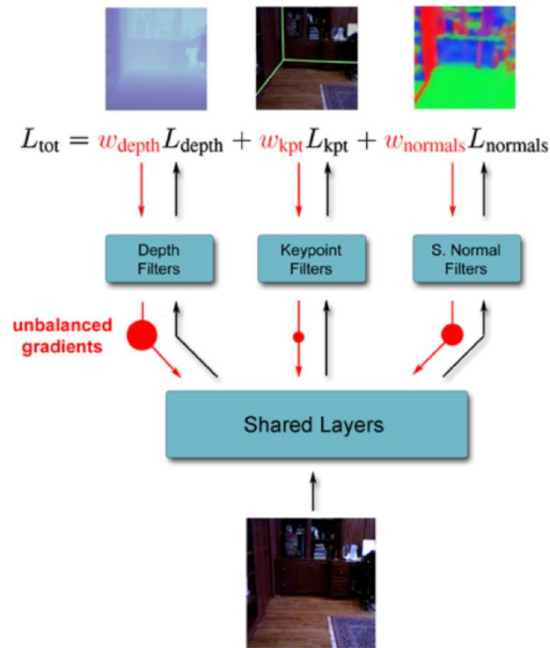 L_tot = w_depth L_depth + w_kpt L_kpt + w_normals L_normals
Depth
Filters
Keypoint
Filters
S. Normal
Filters
unbalanced
gradients
Shared Layers